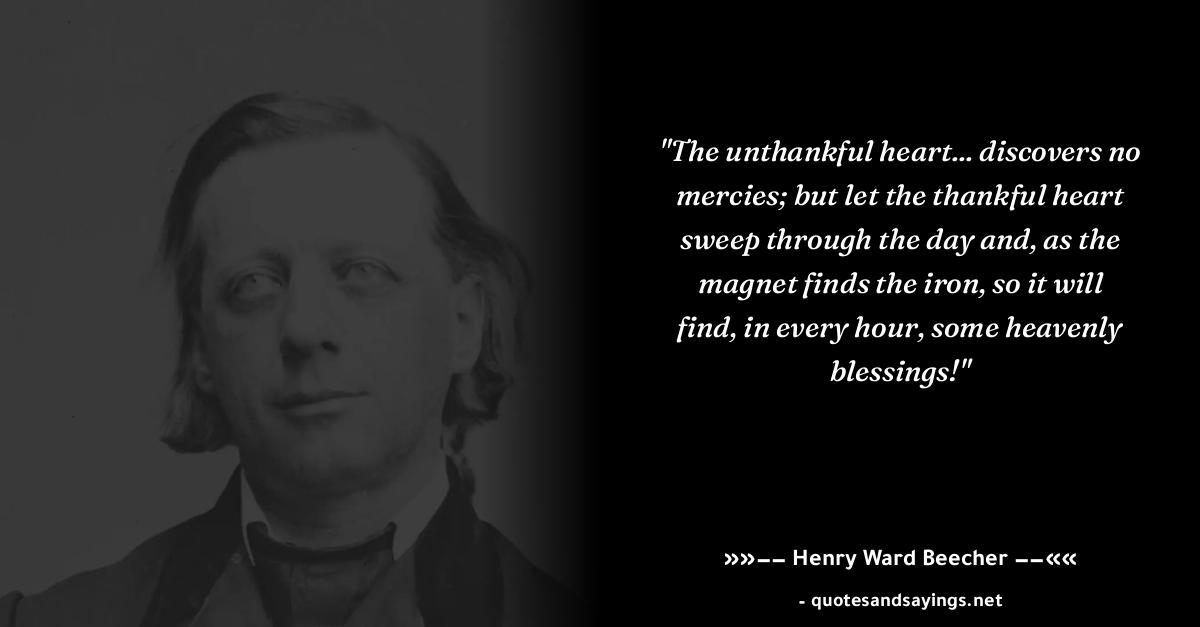 "The unthankful heart... discovers no
mercies; but let the thankful heart
sweep through the day and, as the
magnet finds the iron, so it will
find, in every hour, some heavenly
blessings!"
»»−− Henry Ward Beecher −−««
- quotesandsayings.net